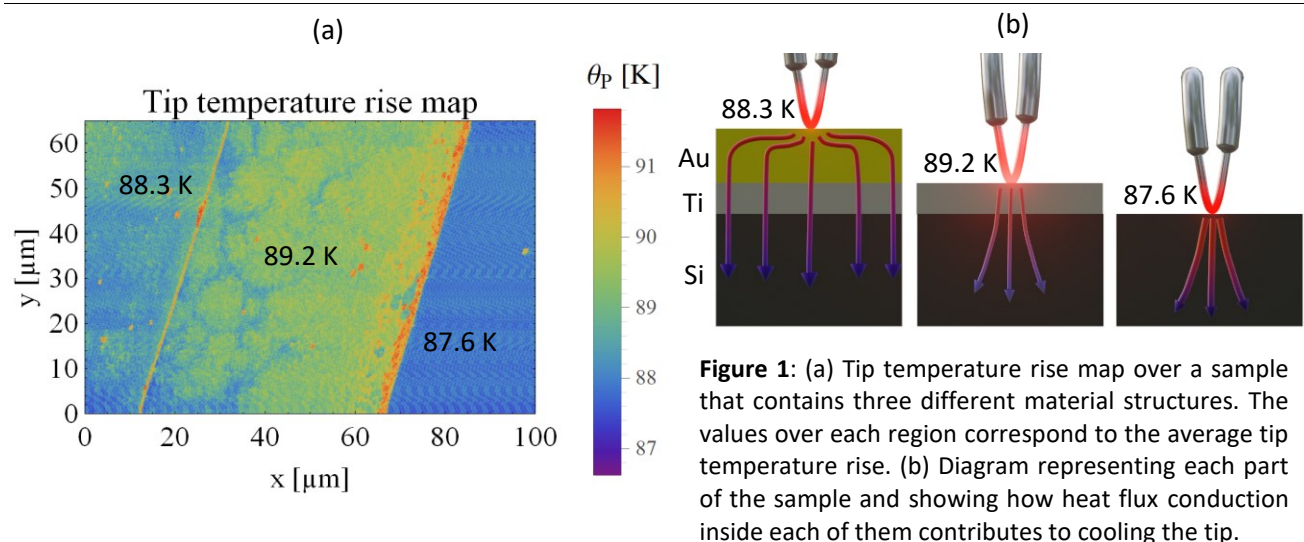 (a)
Tip temperature rise map
θP [K]
60
50
40
30
20
10
0
y [µm]
0 20 40 60 80 100
x [µm]
88.3 K
89.2 K
87.6 K
91
90
89
88
87
(b)
88.3 K
89.2 K
87.6 K
Au
Ti
Si
Figure 1: (a) Tip temperature rise map over a sample
that contains three different material structures. The
values over each region correspond to the average tip
temperature rise. (b) Diagram representing each part
of the sample and showing how heat flux conduction
inside each of them contributes to cooling the tip.